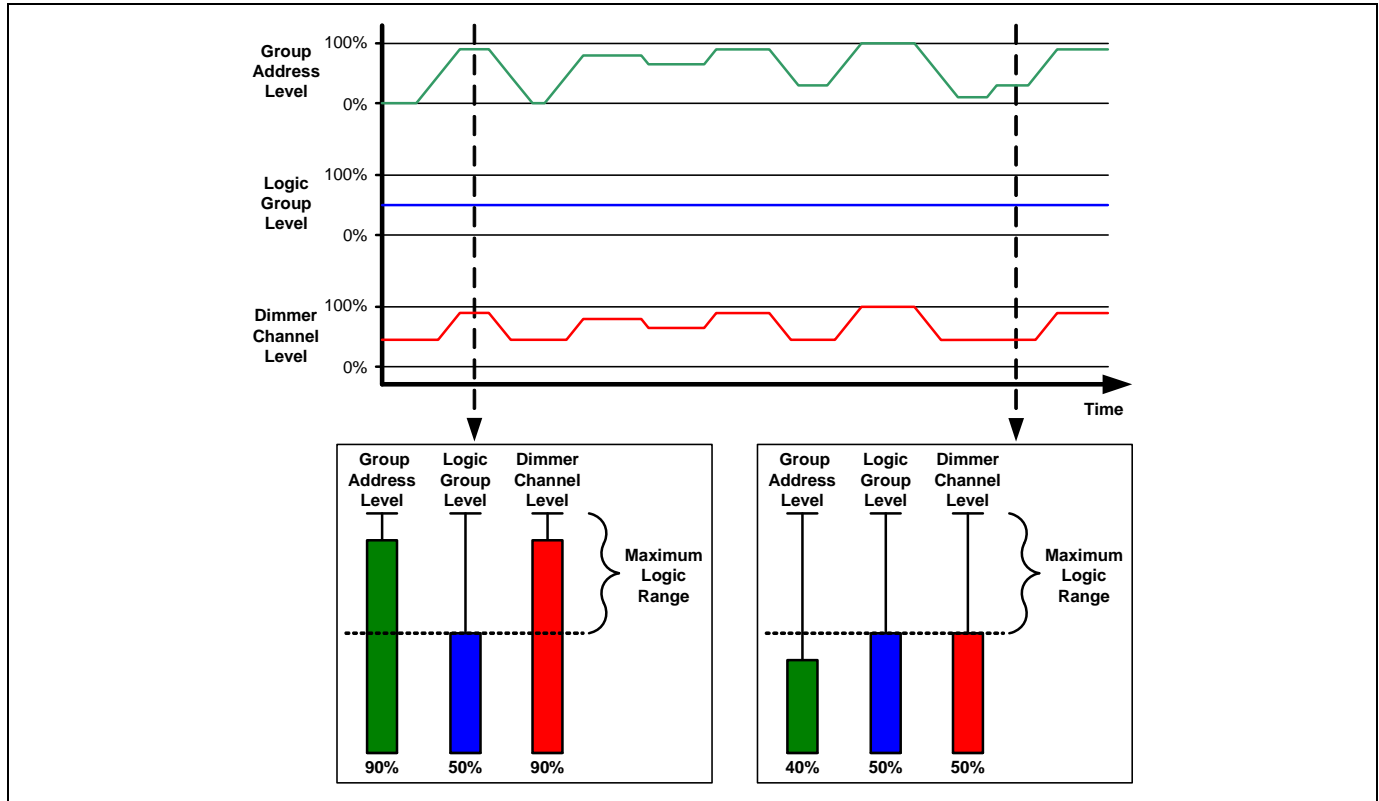 Group
Address
Level
100%
0%
Logic
Group
Level
100%
0%
Dimmer
Channel
Level
100%
0%
Time
Group
Address
Level
Logic
Group
Level
Dimmer
Channel
Level
Maximum
Logic
Range
90%
50%
90%
Group
Address
Level
Logic
Group
Level
Dimmer
Channel
Level
Maximum
Logic
Range
40%
50%
50%